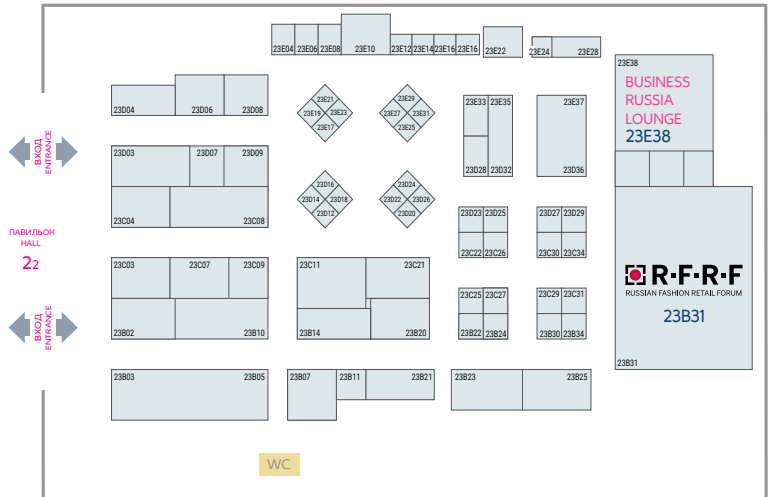 23E04 23E06 23E08 23E10 23E12 23E14 23E16 23E16 23E22 23E24 23E28
23E38
BUSINESS
RUSSIA
LOUNGE
23E38
23D04 23D06 23D08
23E21
23E19 23E23
23E17
23E29
23E27 23E31
23E25
23E33 23E35
23E37
23D28 23D32
23D36
ВХОД
ENTRANCE
23D03 23D07 23D09
23C04 23C08
23D16
23D14 23D18
23D12
23D24
23D22 23D26
23D20
23D23 23D25
23C22 23C26
23D27 23D29
23C30 23C34
ПАВИЛЬОН
HALL
22
23C03 23C07 23C09
23B02 23B10
23C11 23C21
23B14 23B20
23C25 23C27
23B22 23B24
23C29 23C31
23B30 23B34
R·F·R·F
RUSSIAN FASHION RETAIL FORUM
23B31
23B31
ВХОД
ENTRANCE
23B03 23B05
23B07 23B11 23B21
23B23 23B25
WC